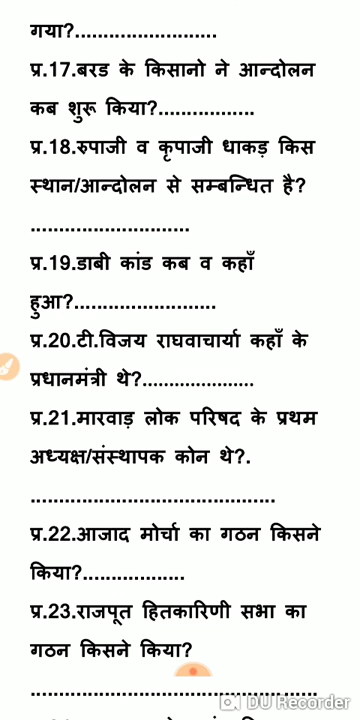 गया?.........................
प्र.17.बरड के किसानो ने आन्दोलन
कब शुरू किया?.................
प्र.18.रुपाजी व कृपाजी धाकड़ किस
स्थान/आन्दोलन से सम्बन्धित है?
............................
प्र.19.डाबी कांड कब व कहाँ
हुआ?.........................
प्र.20.टी.विजय राघवाचार्या कहाँ के
प्रधानमंत्री थे?....................
प्र.21.मारवाड़ लोक परिषद के प्रथम
अध्यक्ष/संस्थापक कोन थे?.
...........................................
प्र.22.आजाद मोर्चा का गठन किसने
किया?..................
प्र.23.राजपूत हितकारिणी सभा का
गठन किसने किया?
DU Recorder
...................................................